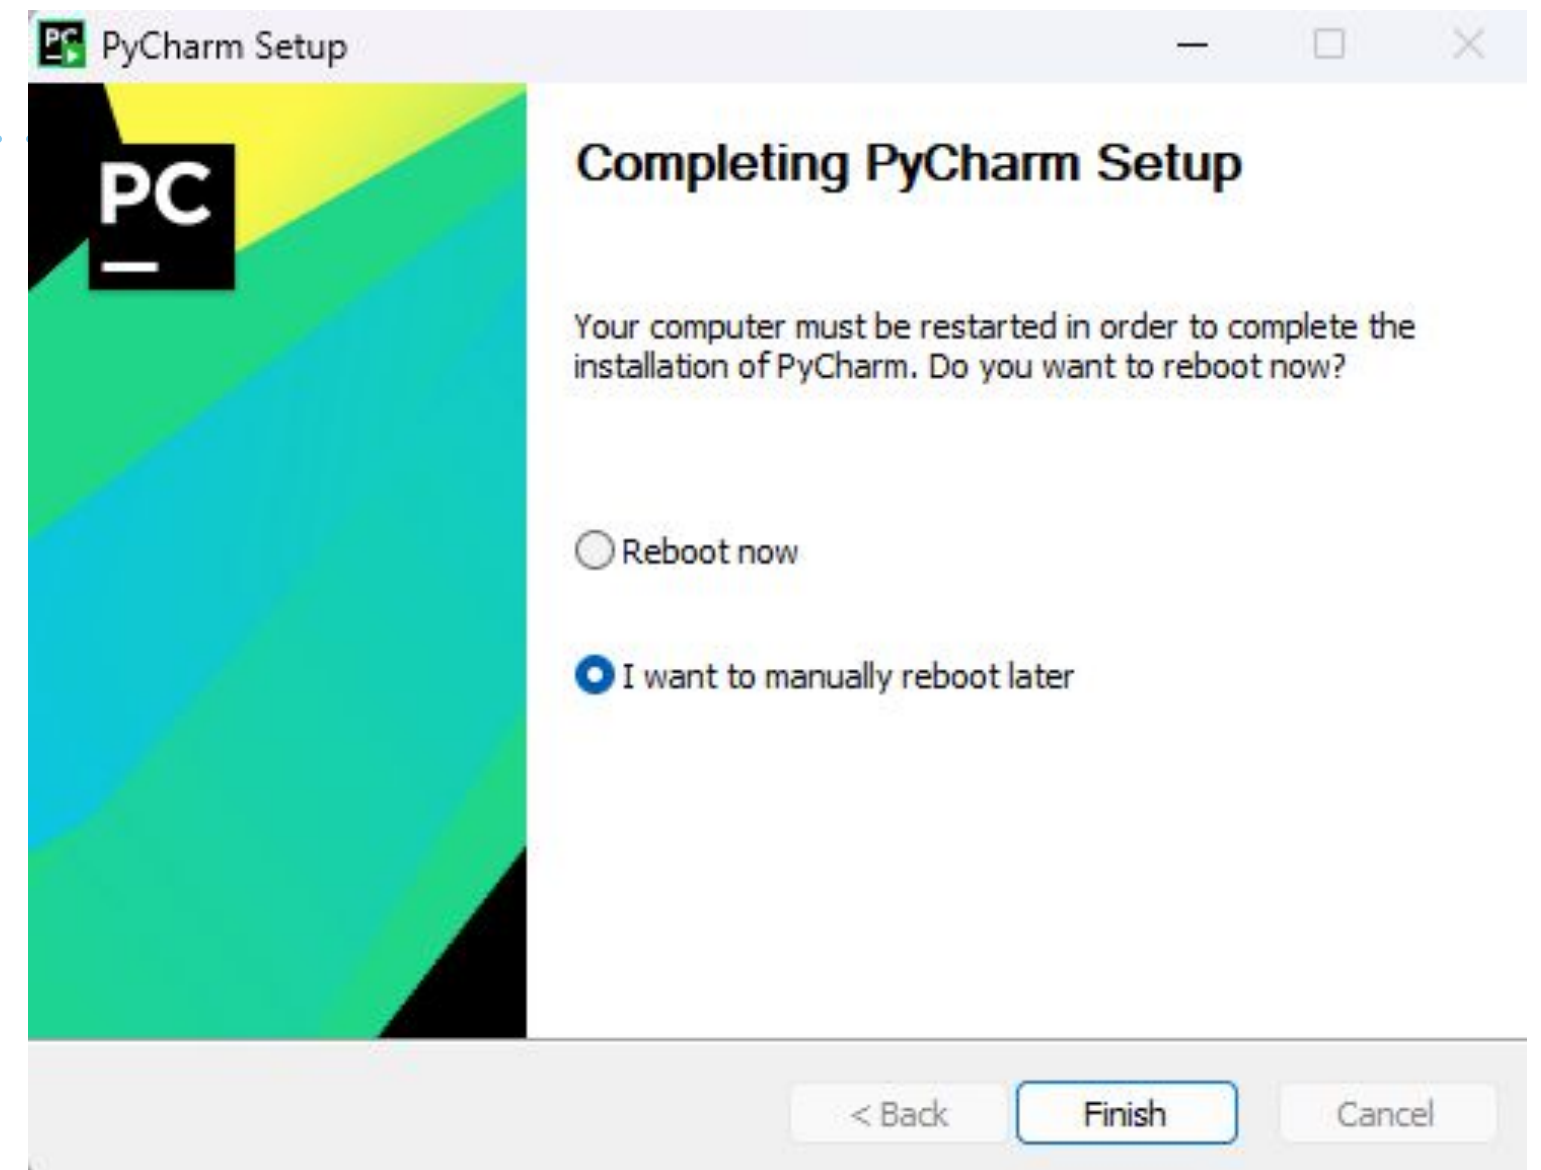 PyCharm Setup
PC
Completing PyCharm Setup
Your computer must be restarted in order to complete the
installation of PyCharm. Do you want to reboot now?
Reboot now
I want to manually reboot later
< Back
Finish
Cancel